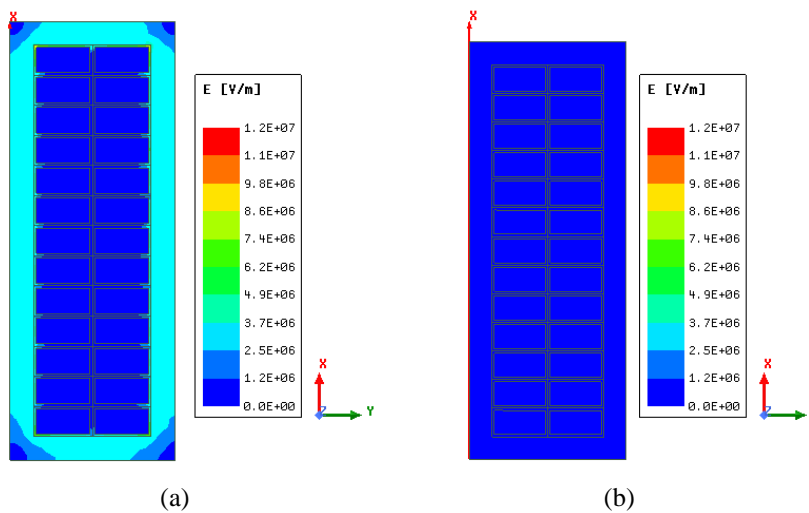 X
E [V/m]
1.2E+07
1.1E+07
9.8E+06
8.6E+06
7.4E+06
6.2E+06
4.9E+06
3.7E+06
2.5E+06
1.2E+06
0.0E+00
X
Z
Y
(a)
X
E [V/m]
1.2E+07
1.1E+07
9.8E+06
8.6E+06
7.4E+06
6.2E+06
4.9E+06
3.7E+06
2.5E+06
1.2E+06
0.0E+00
X
Z
(b)